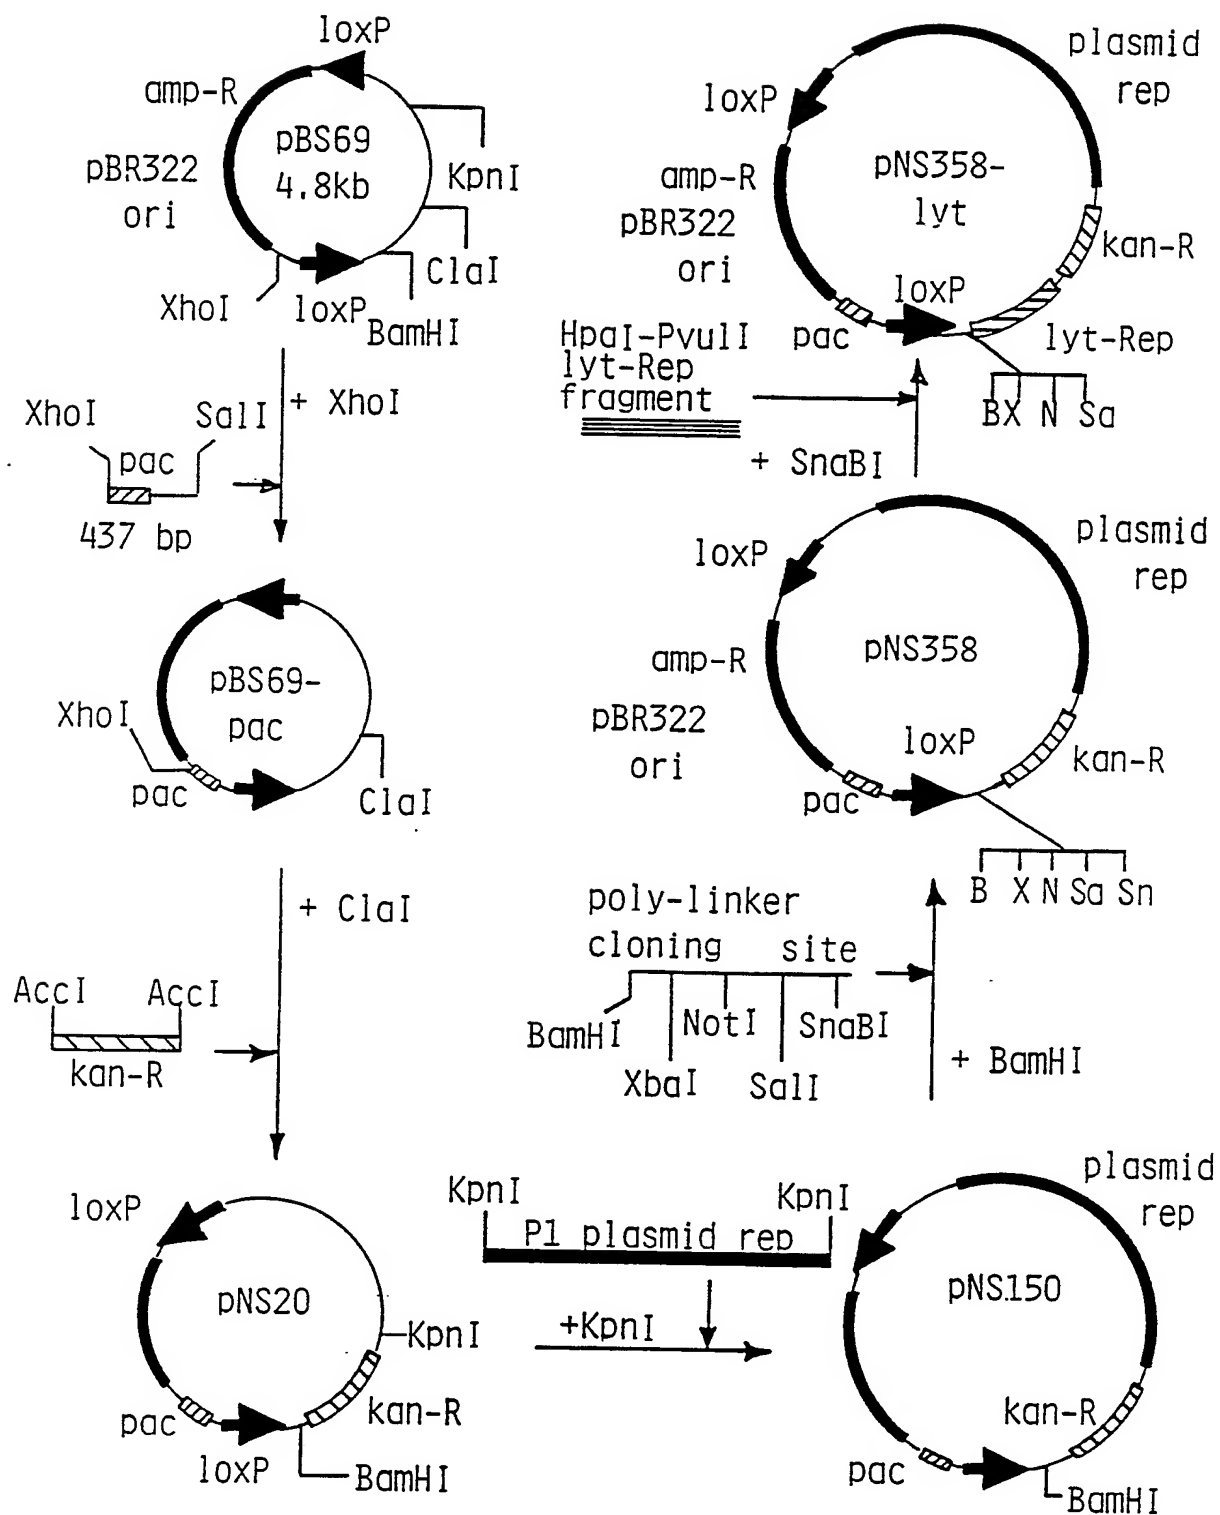 loxP
amp-R
pBS69
4.8kb
pBR322
ori
KpnI
ClaI
XhoI
loxP
BamHI
+ XhoI
XhoI
SalI
pac
437 bp
pBS69-
pac
XhoI
pac
ClaI
+ ClaI
AccI
AccI
kan-R
loxP
pNS20
KpnI
kan-R
pac
loxP
BamHI
KpnI
KpnI
P1 plasmid rep
+KpnI
plasmid
rep
pNS150
kan-R
pac
BamHI
poly-linker
cloning site
BamHI
XbaI
NotI
SalI
SnaBI
+ BamHI
plasmid
rep
loxP
amp-R
pNS358
pBR322
ori
loxP
kan-R
pac
B X N Sa Sn
HpaI-PvulI
lyt-Rep
fragment
+ SnaBI
plasmid
rep
loxP
amp-R
pNS358-
lyt
pBR322
ori
kan-R
loxP
pac
lyt-Rep
BX N Sa